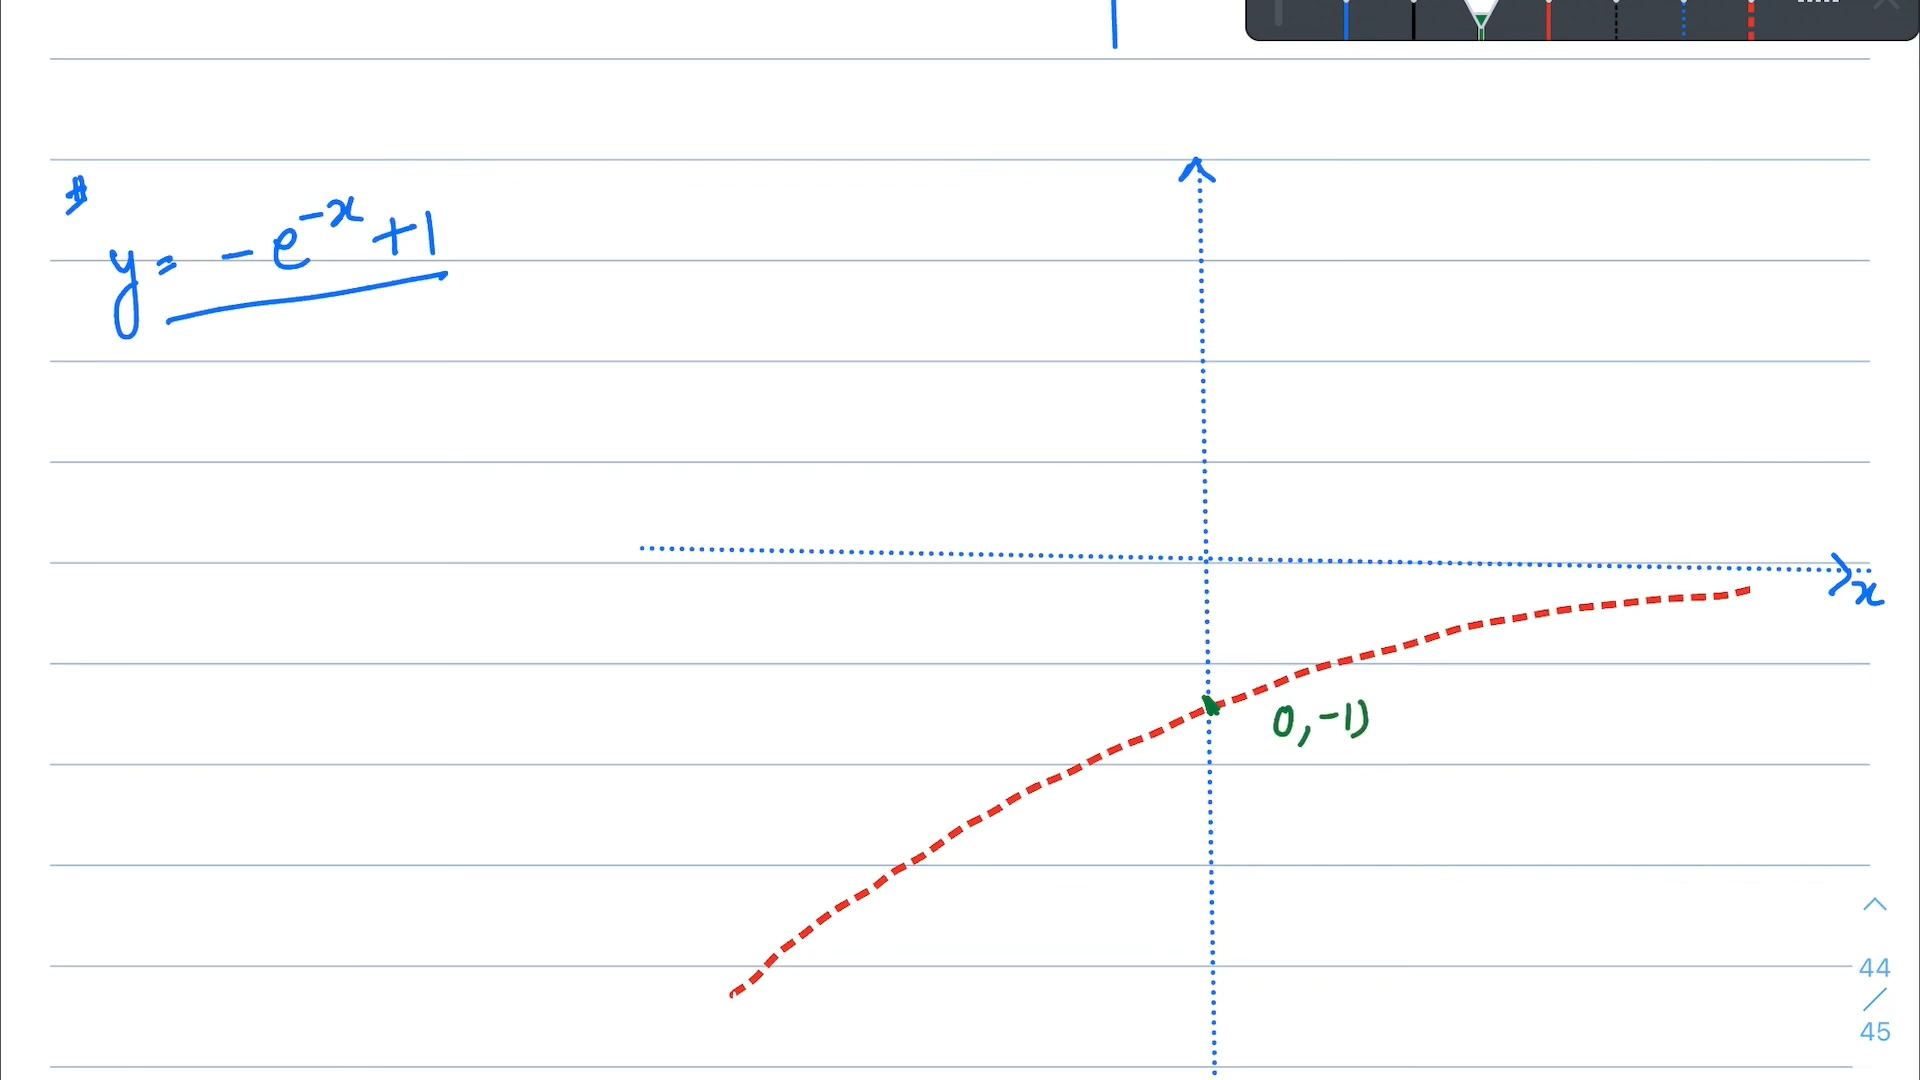 y = - e^{-x} + 1
x
0, -1)
44
/
45